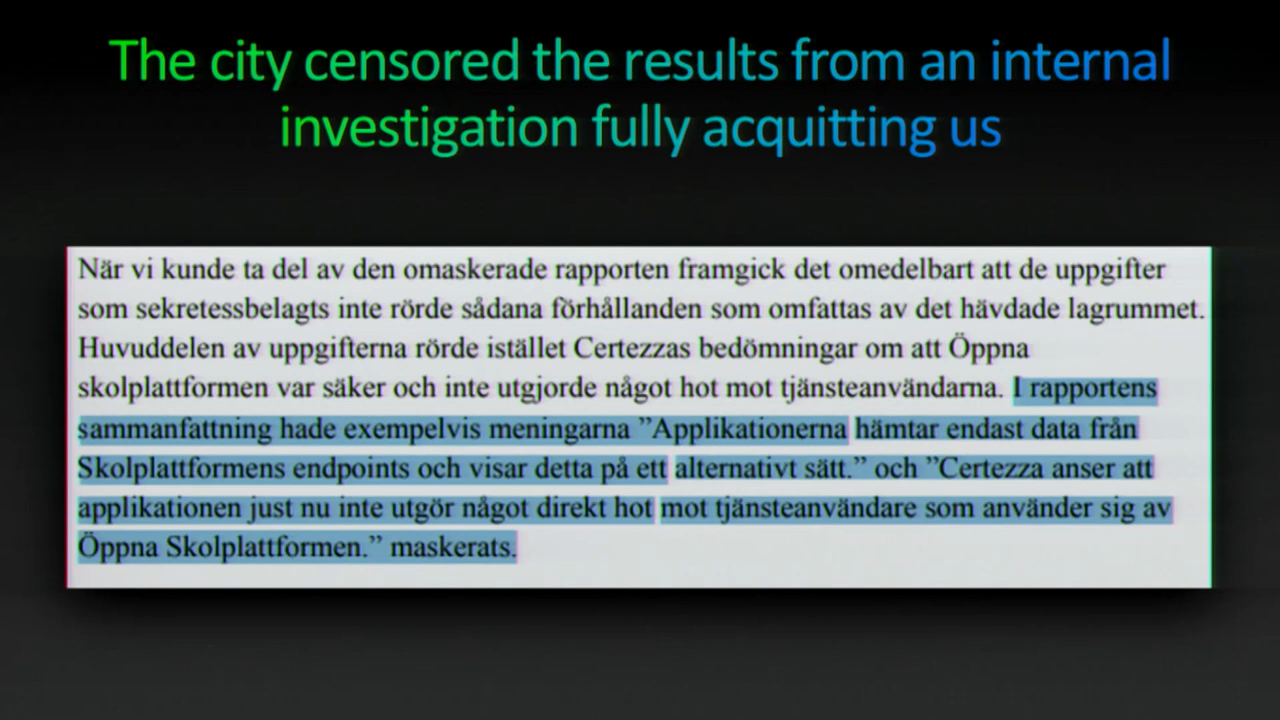 The city censored the results from an internal
investigation fully acquitting us
När vi kunde ta del av den omaskerade rapporten framgick det omedelbart att de uppgifter
som sekretessbelagts inte rörde sådana förhållanden som omfattas av det hävdade lagrummet.
Huvuddelen av uppgifterna rörde istället Certezzas bedömningar om att Öppna
skolplattformen var säker och inte utgjorde något hot mot tjänsteanvändarna. I rapportens
sammanfattning hade exempelvis meningarna ”Applikationerna hämtar endast data från
Skolplattformens endpoints och visar detta på ett alternativt sätt.” och ”Certezza anser att
applikationen just nu inte utgör något direkt hot mot tjänsteanvändare som använder sig av
Öppna Skolplattformen.” maskerats.